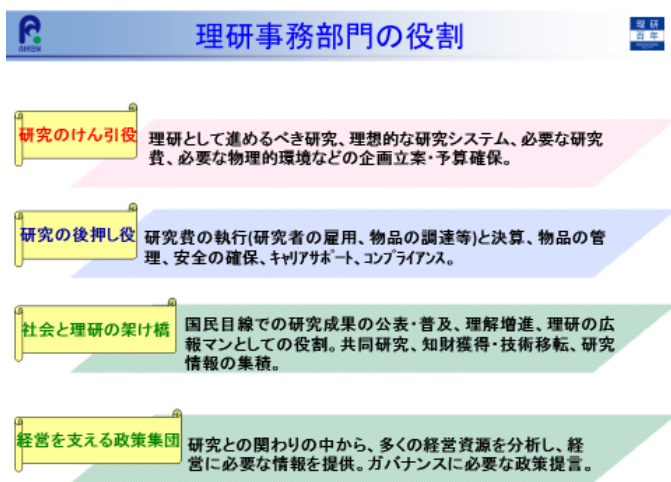 理研事務部門の役割
RIKEN
理研
百年
研究のけん引役
理研として進めるべき研究、理想的な研究システム、必要な研究
費、必要な物理的環境などの企画立案・予算確保。
研究の後押し役
研究費の執行(研究者の雇用、物品の調達等)と決算、物品の管
理、安全の確保、ｷｬﾘｱｻﾎﾟｰﾄ、ｺﾝﾌﾟﾗｲｱﾝｽ。
社会と理研の架け橋
国民目線での研究成果の公表・普及、理解増進、理研の広
報マンとしての役割。共同研究、知財獲得・技術移転、研究
情報の集積。
経営を支える政策集団
研究との関わりの中から、多くの経営資源を分析し、経
営に必要な情報を提供。ガバナンスに必要な政策提言。